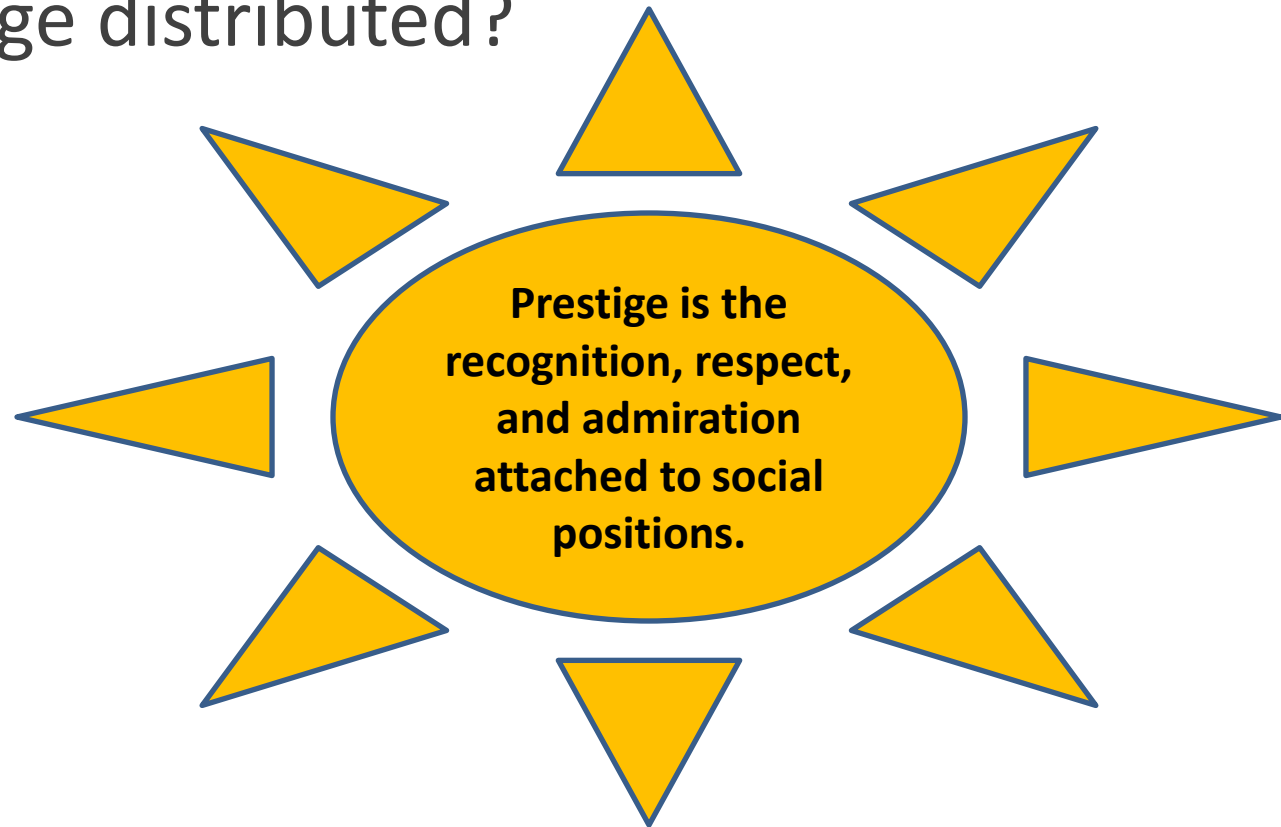 ge distributed?
Prestige is the
recognition, respect,
and admiration
attached to social
positions.